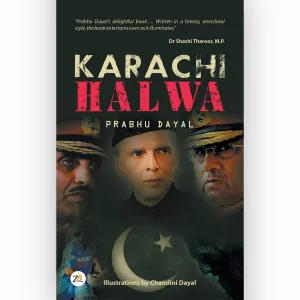 "Prabhu Dayal's delightful book.... Written in a breezy, anecdotal
style, the book entertains even as it illuminates."
Dr Shashi Tharoor, M.P.
KARACHI
HALWA
PRABHU DAYAL
Illustrations by Chandini Dayal